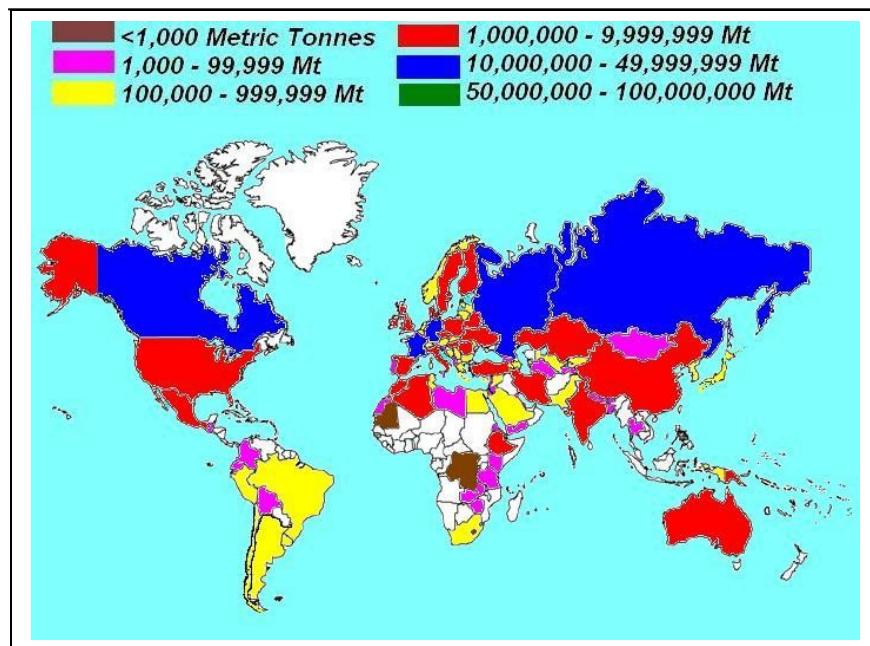 <1,000 Metric Tonnes
1,000 - 99,999 Mt
100,000 - 999,999 Mt
1,000,000 - 9,999,999 Mt
10,000,000 - 49,999,999 Mt
50,000,000 - 100,000,000 Mt